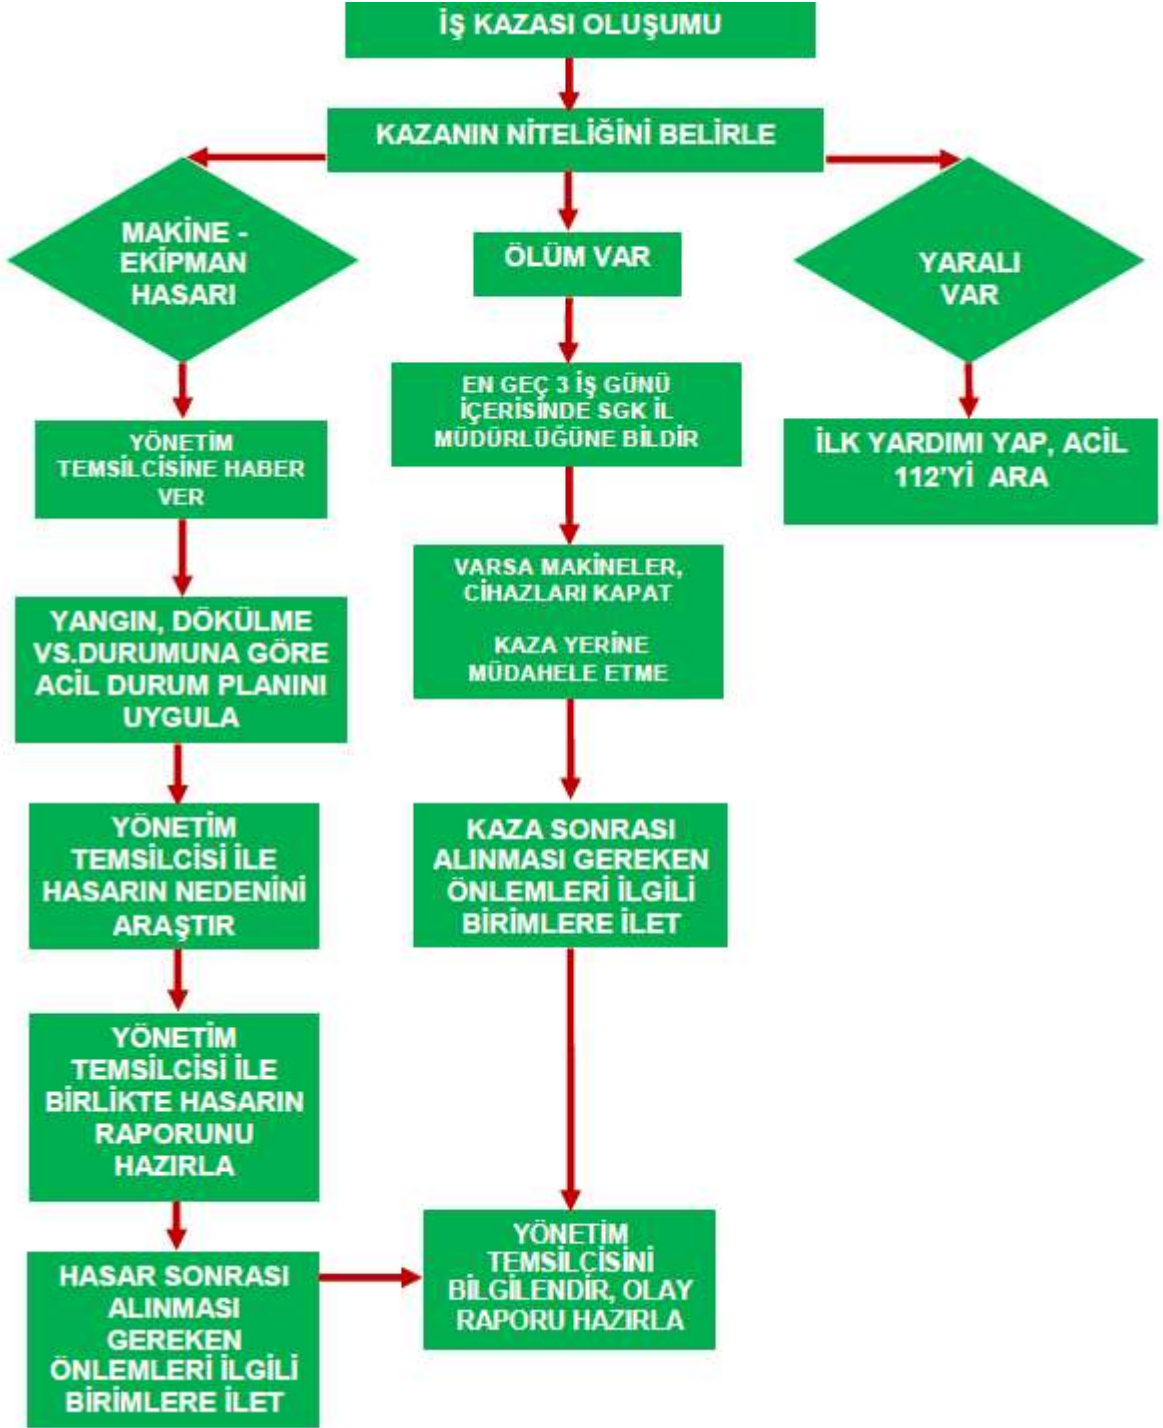 İŞ KAZASI OLUŞUMU
KAZANIN NİTELİĞİNİ BELİRLE
MAKİNE -
EKİPMAN
HASARI
ÖLÜM VAR
YARALI
VAR
EN GEÇ 3 İŞ GÜNÜ
İÇERİSİNDE SGK İL
MÜDÜRLÜĞÜNE BİLDİR
YÖNETİM
TEMSİLCİSİNE HABER
VER
İLK YARDIMI YAP, ACİL
112'Yİ ARA
VARSA MAKİNELER,
CİHAZLARI KAPAT
KAZA YERİNE
MÜDAHELE ETME
YANGIN, DÖKÜLME
VS.DURUMUNA GÖRE
ACİL DURUM PLANINI
UYGULA
YÖNETİM
TEMSİLCİSİ İLE
HASARIN NEDENİNİ
ARAŞTIR
KAZA SONRASI
ALINMASI GEREKEN
ÖNLEMLERİ İLGİLİ
BİRİMLERE İLET
YÖNETİM
TEMSİLCİSİ İLE
BİRLİKTE HASARIN
RAPORUNU
HAZIRLA
YÖNETİM
TEMSİLCİSİNİ
BİLGİLENDİR, OLAY
RAPORU HAZIRLA
HASAR SONRASI
ALINMASI
GEREKEN
ÖNLEMLERİ İLGİLİ
BİRİMLERE İLET